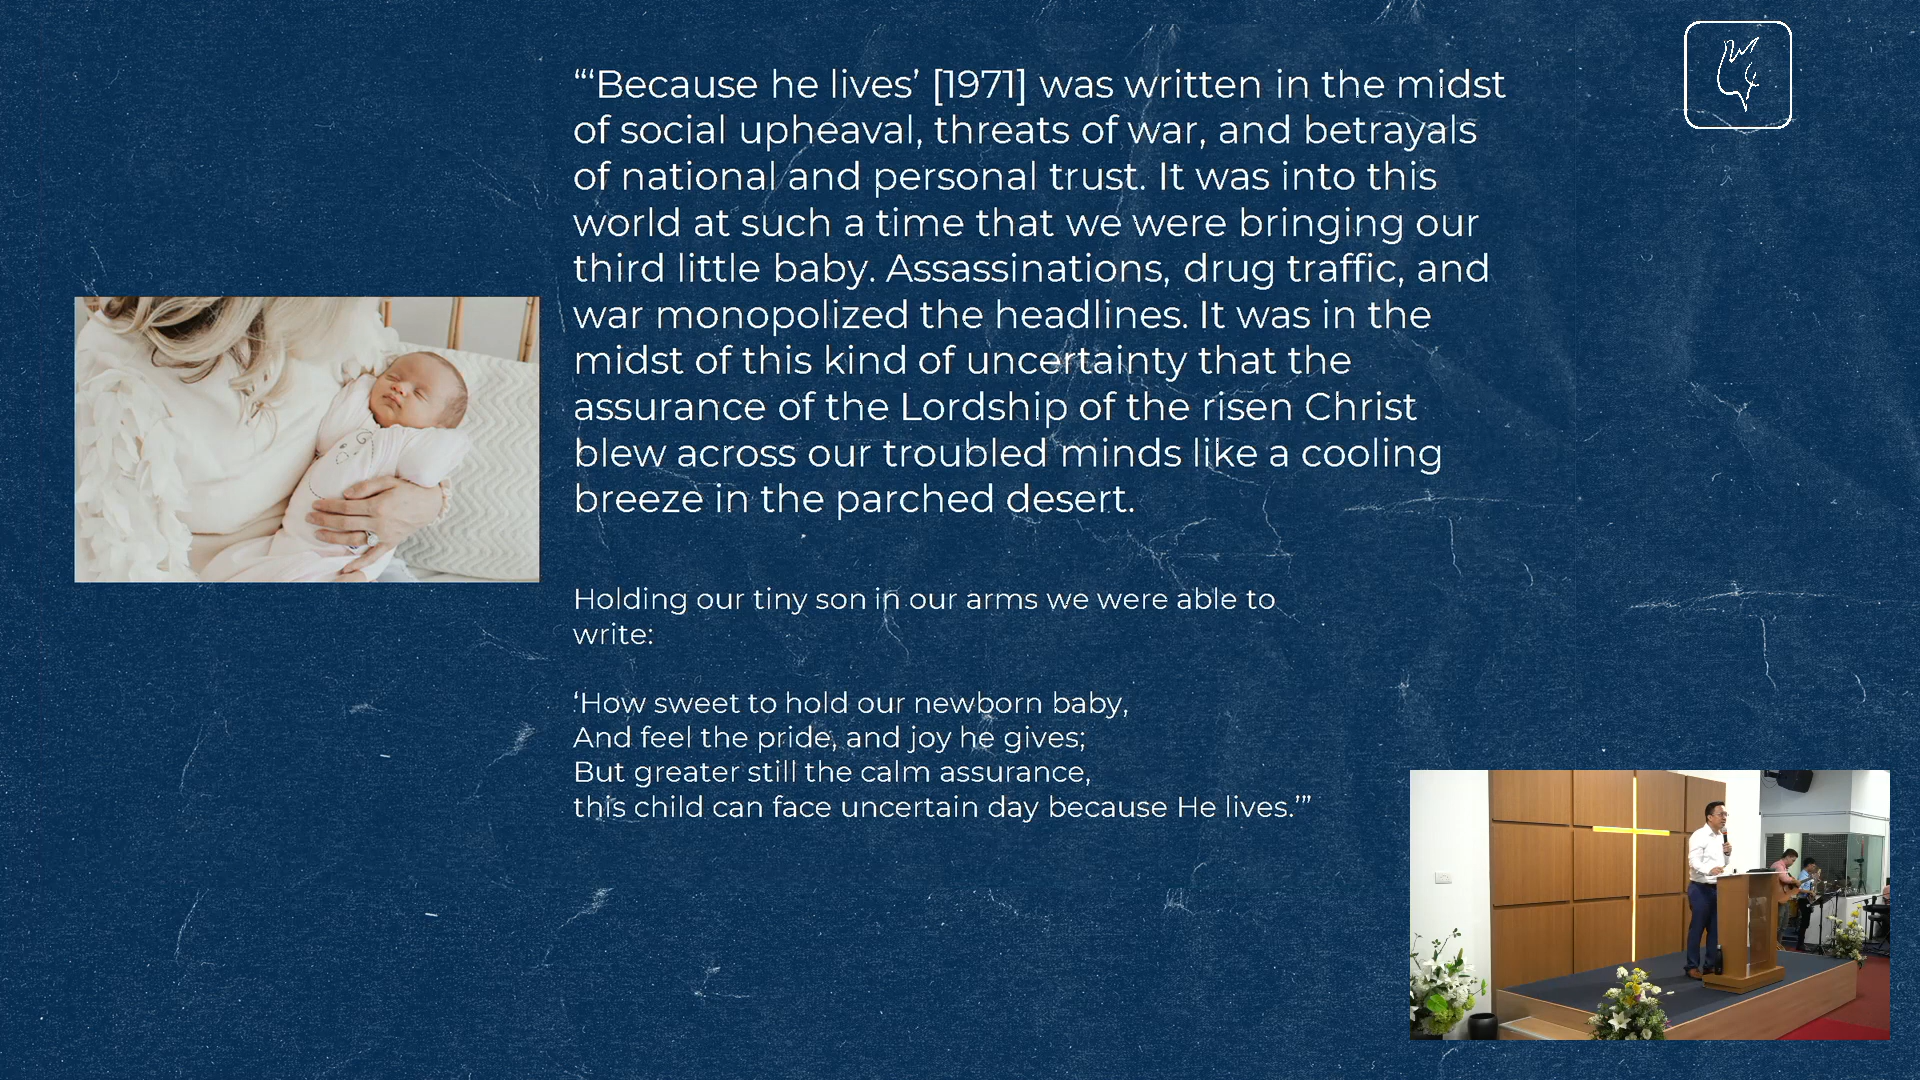 “‘Because he lives’ [1971] was written in the midst
of social upheaval, threats of war, and betrayals
of national and personal trust. It was into this
world at such a time that we were bringing our
third little baby. Assassinations, drug traffic, and
war monopolized the headlines. It was in the
midst of this kind of uncertainty that the
assurance of the Lordship of the risen Christ
blew across our troubled minds like a cooling
breeze in the parched desert.
Holding our tiny son in our arms we were able to
write:
‘How sweet to hold our newborn baby,
And feel the pride, and joy he gives;
But greater still the calm assurance,
this child can face uncertain day because He lives.’”